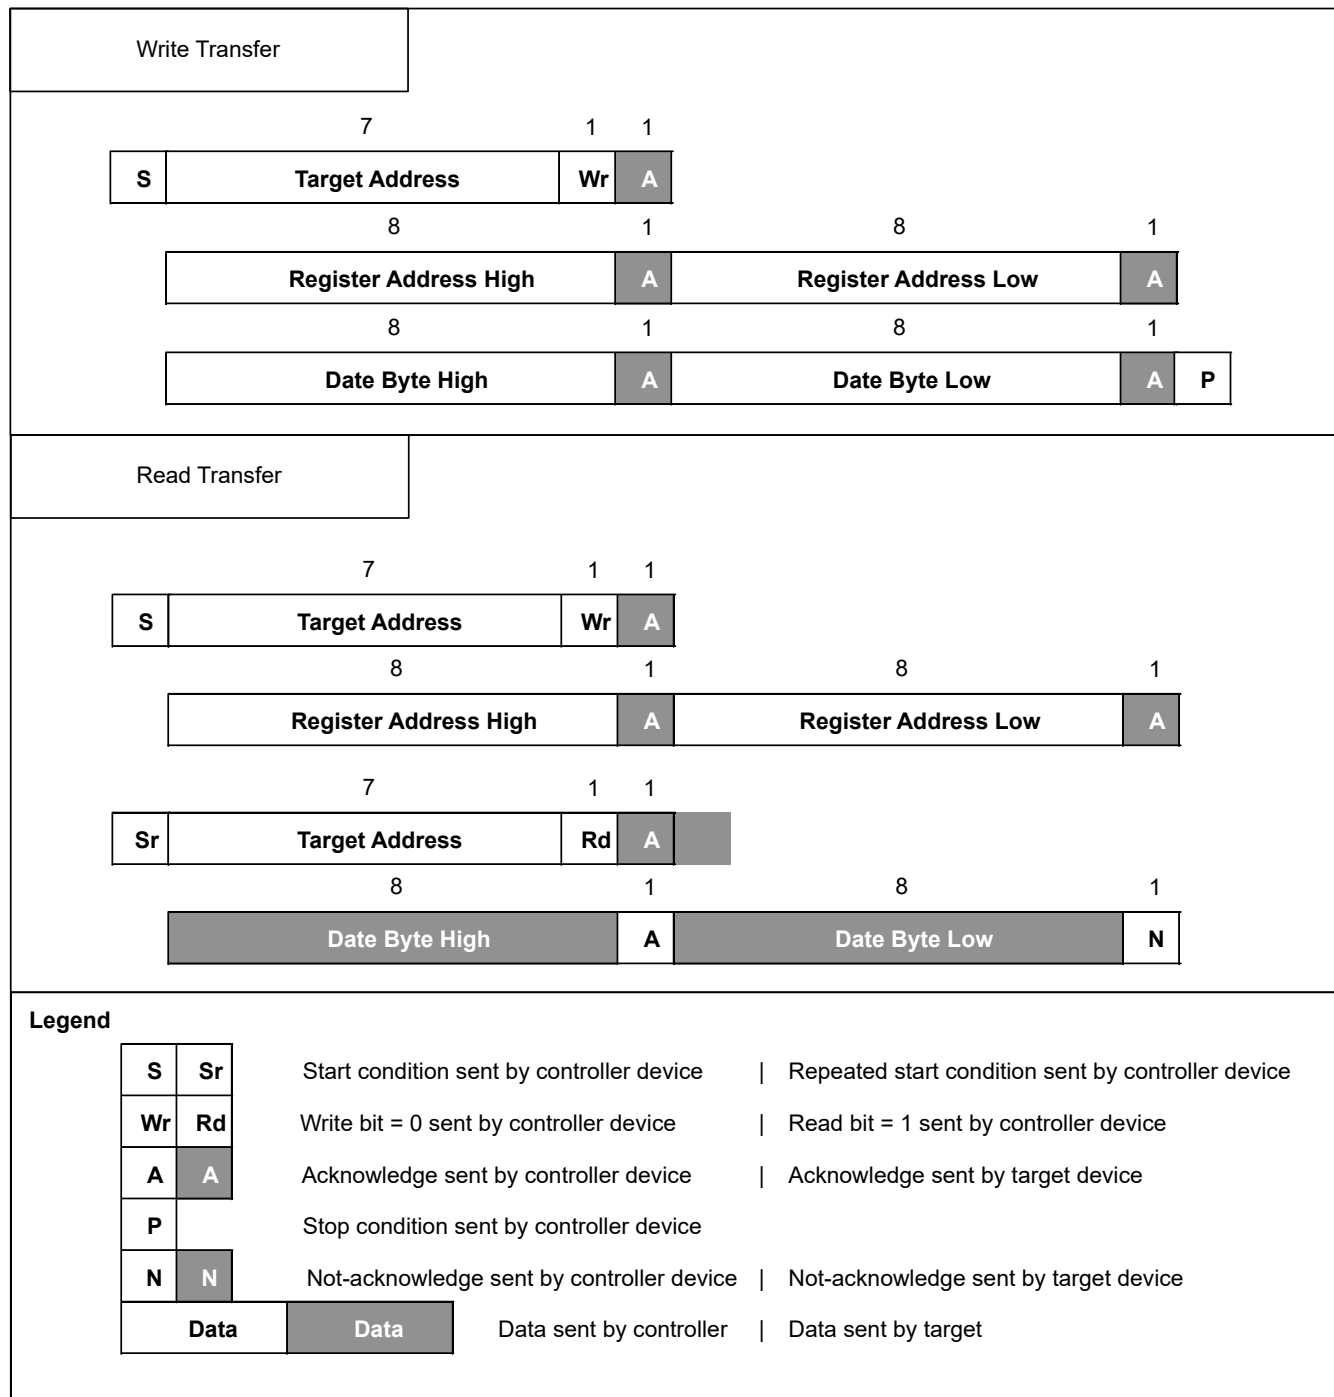 Write Transfer
7 1 1
S Target Address Wr A
8 1 8 1
Register Address High A Register Address Low A
8 1 8 1
Date Byte High A Date Byte Low A P
Read Transfer
7 1 1
S Target Address Wr A
8 1 8 1
Register Address High A Register Address Low A
7 1 1
Sr Target Address Rd A
8 1 8 1
Date Byte High A Date Byte Low N
Legend
S Sr Start condition sent by controller device | Repeated start condition sent by controller device
Wr Rd Write bit = 0 sent by controller device | Read bit = 1 sent by controller device
A A Acknowledge sent by controller device | Acknowledge sent by target device
P Stop condition sent by controller device
N N Not-acknowledge sent by controller device | Not-acknowledge sent by target device
Data Data Data sent by controller | Data sent by target